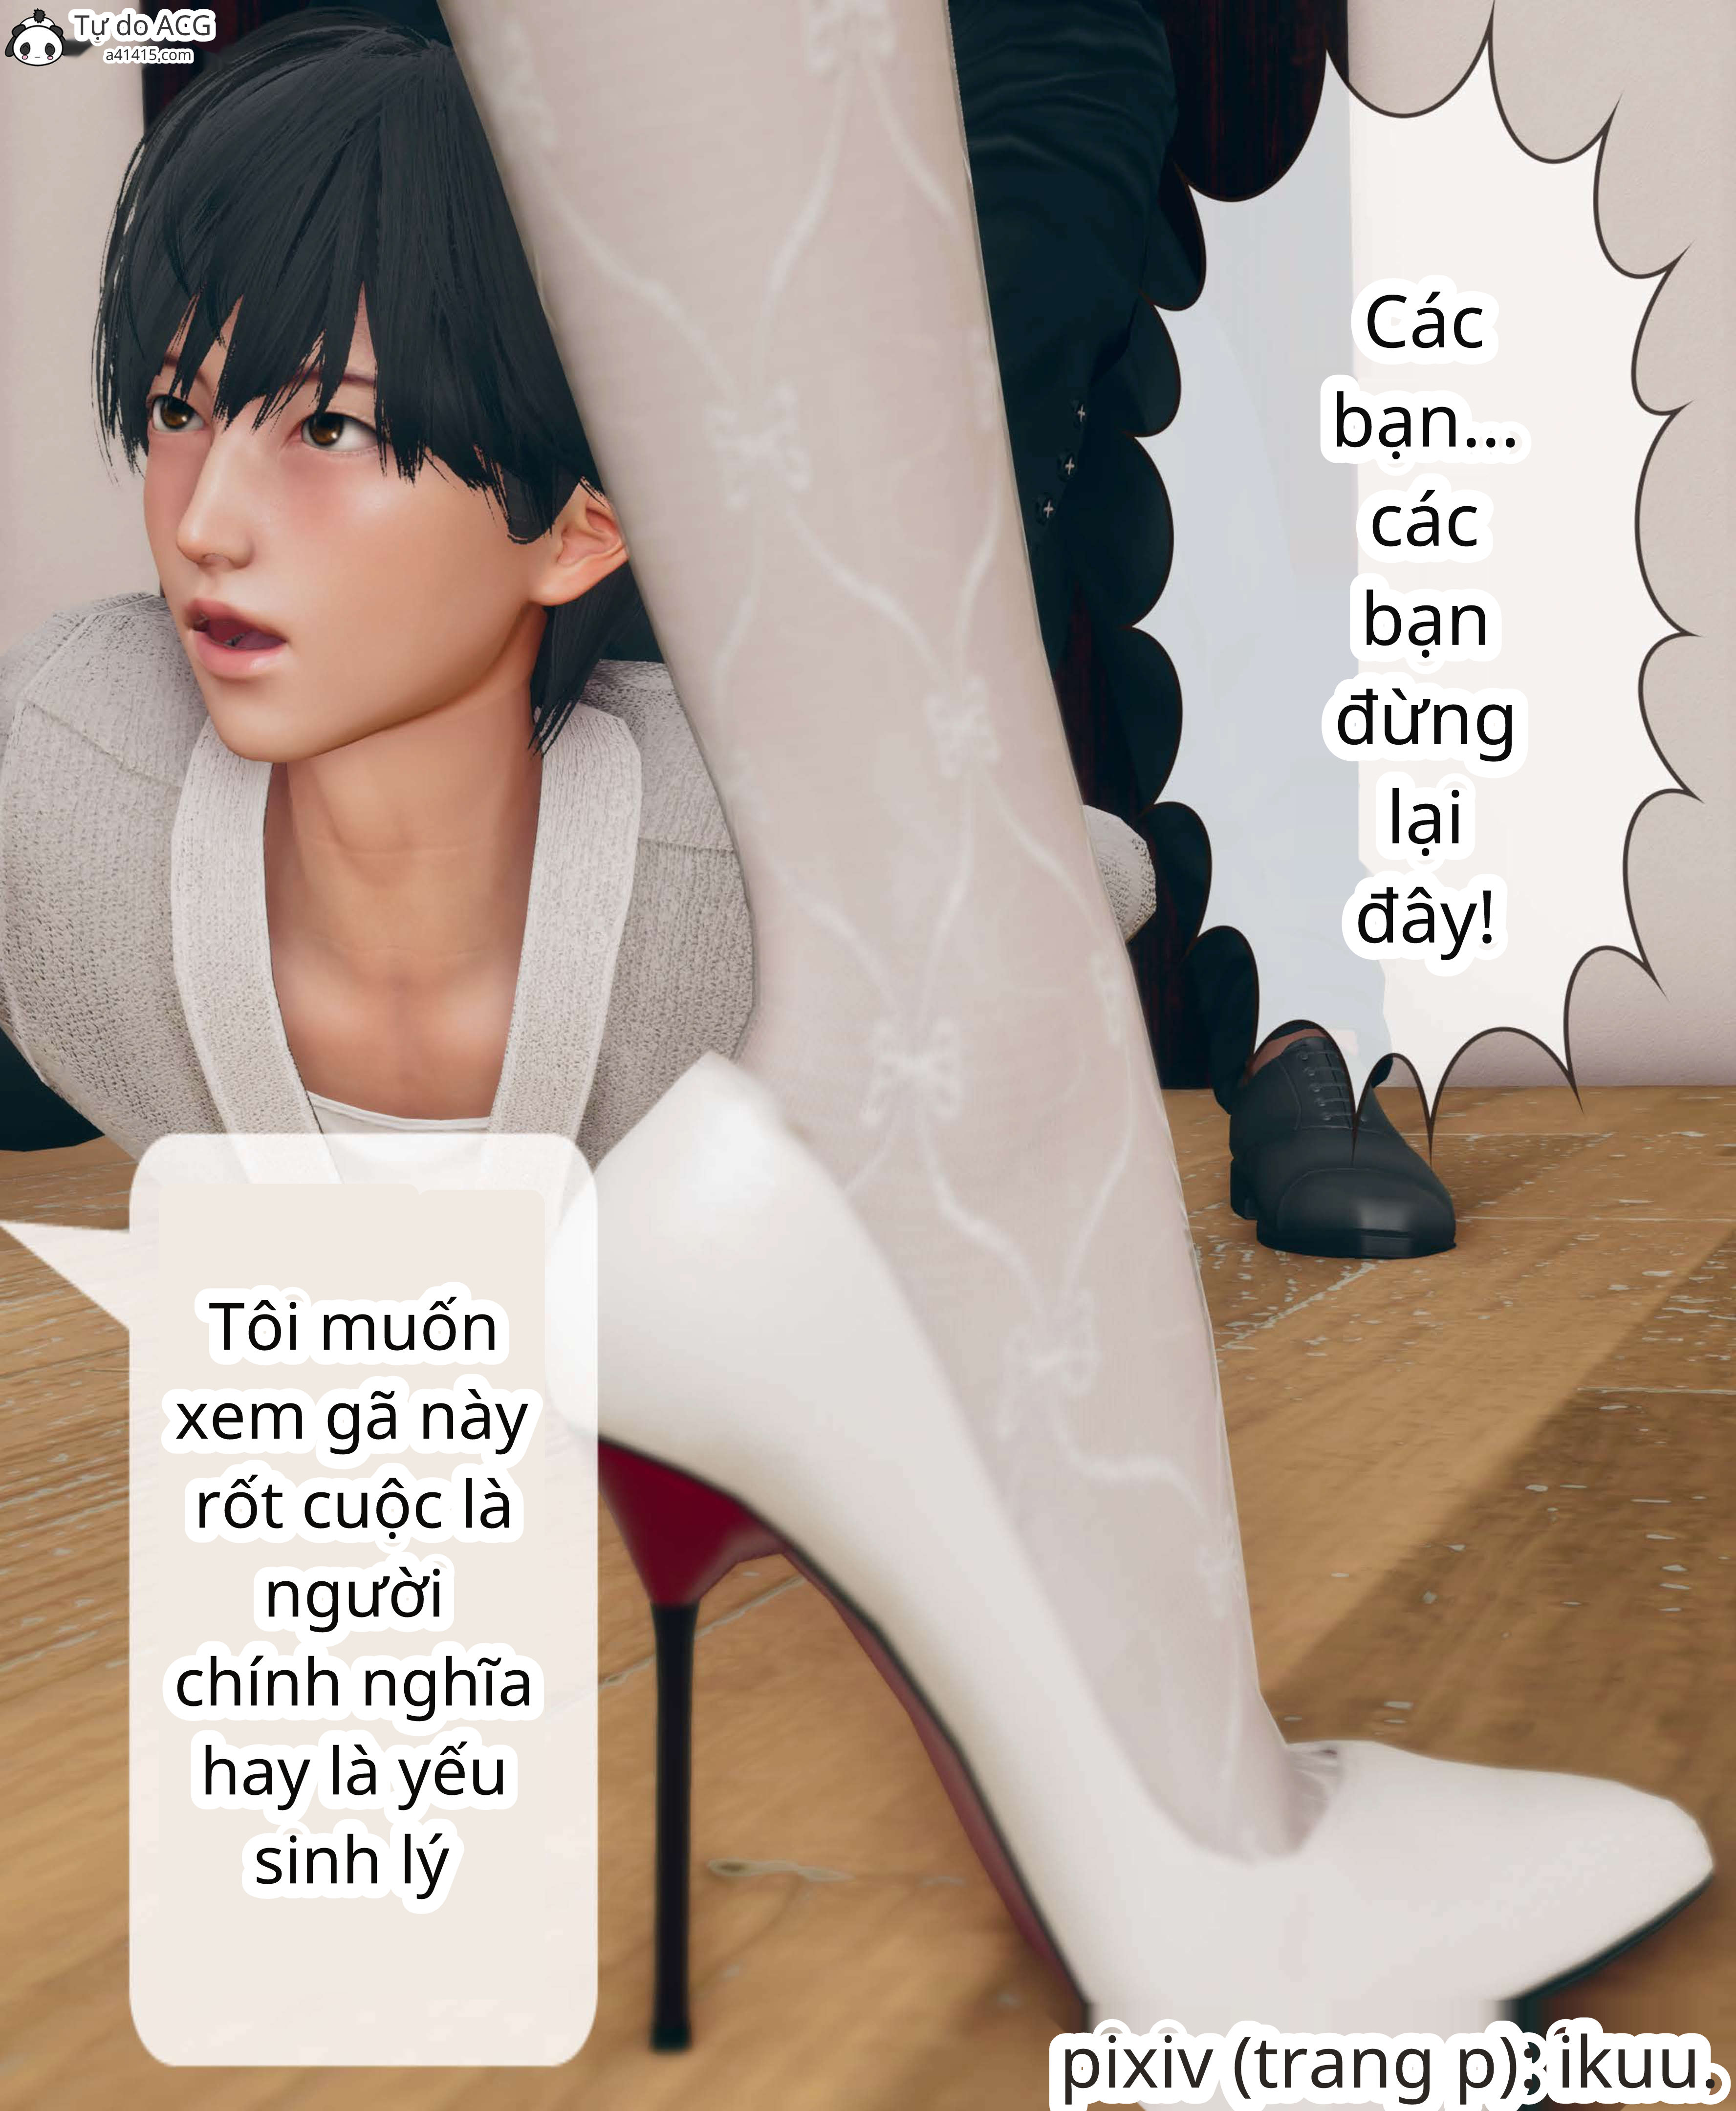 Tự do ACG
a41415.com
Các
bạn...
các
bạn
đừng
lại
đây!
Tôi muốn
xem gã này
rốt cuộc là
người
chính nghĩa
hay là yếu
sinh lý
pixiv (trang p): ikuu.